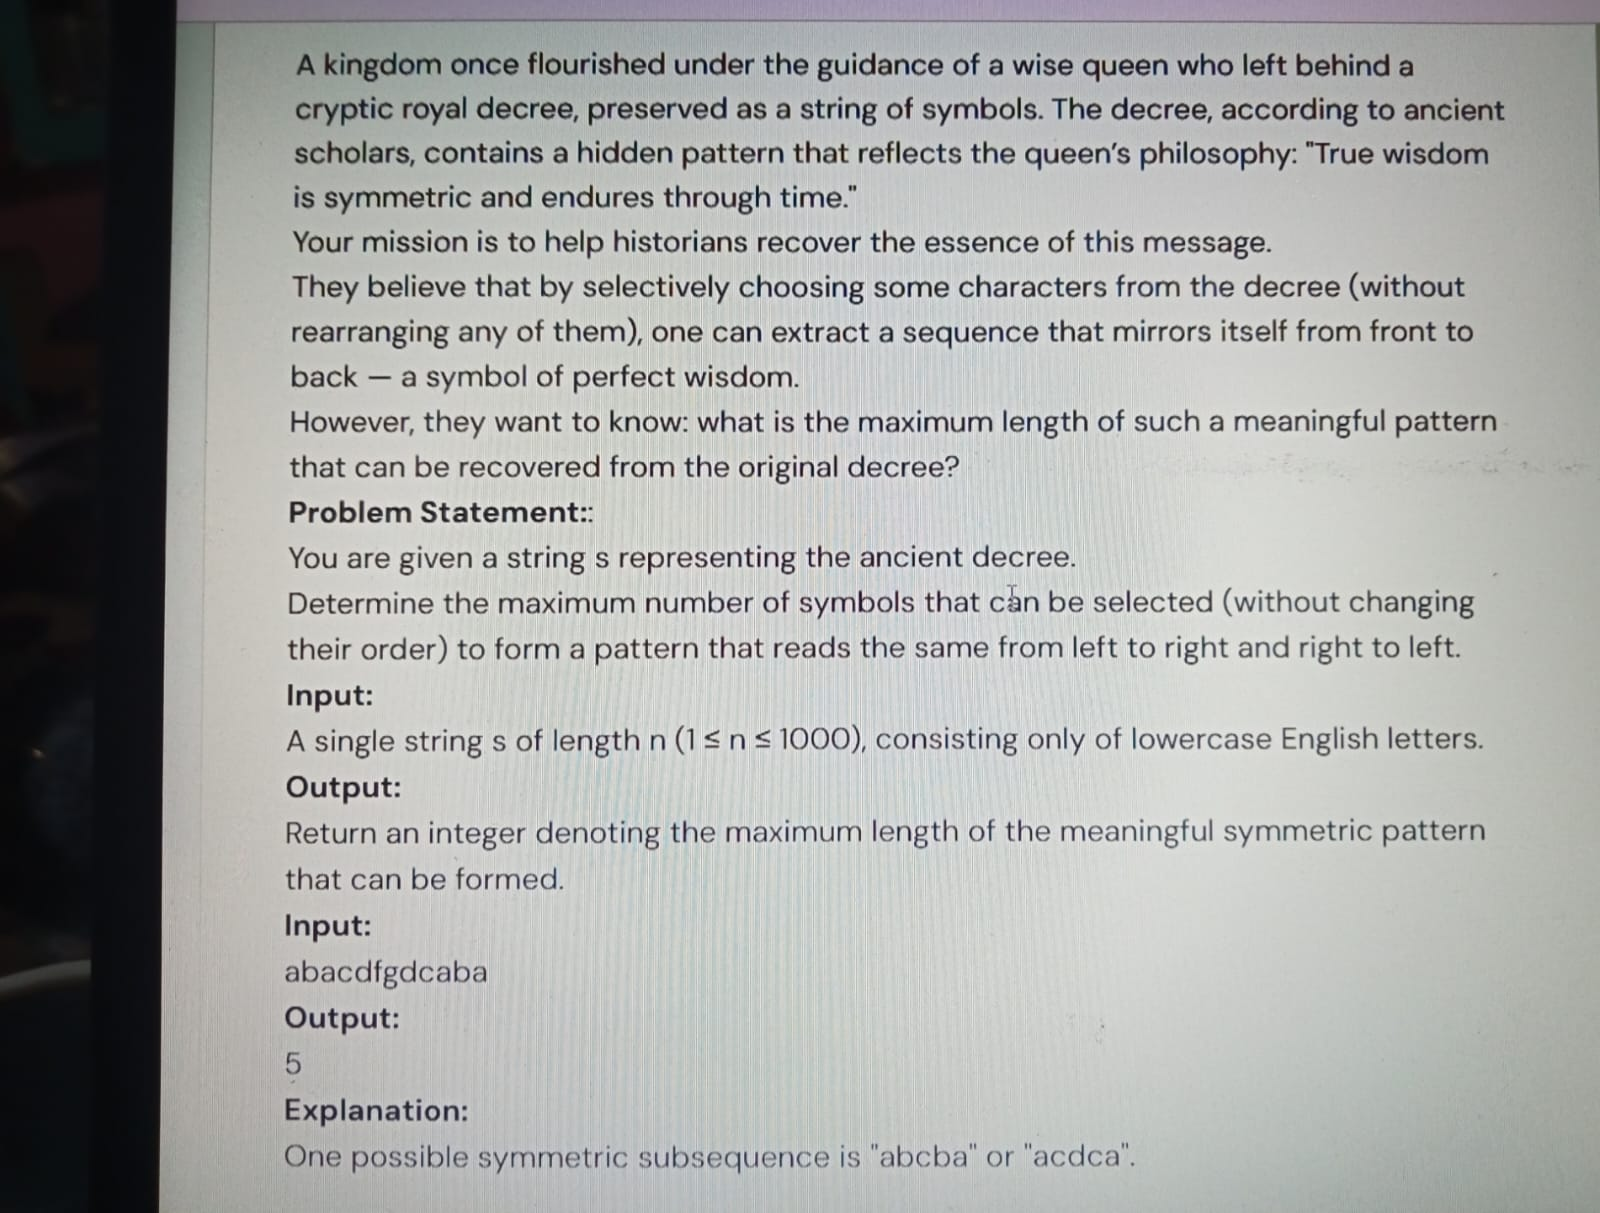 A kingdom once flourished under the guidance of a wise queen who left behind a
cryptic royal decree, preserved as a string of symbols. The decree, according to ancient
scholars, contains a hidden pattern that reflects the queen’s philosophy: "True wisdom
is symmetric and endures through time."
Your mission is to help historians recover the essence of this message.
They believe that by selectively choosing some characters from the decree (without
rearranging any of them), one can extract a sequence that mirrors itself from front to
back — a symbol of perfect wisdom.
However, they want to know: what is the maximum length of such a meaningful pattern
that can be recovered from the original decree?
Problem Statement::
You are given a string s representing the ancient decree.
Determine the maximum number of symbols that can be selected (without changing
their order) to form a pattern that reads the same from left to right and right to left.
Input:
A single string s of length n (1 ≤ n ≤ 1000), consisting only of lowercase English letters.
Output:
Return an integer denoting the maximum length of the meaningful symmetric pattern
that can be formed.
Input:
abacdfgdcaba
Output:
5
Explanation:
One possible symmetric subsequence is "abcba" or "acdca".